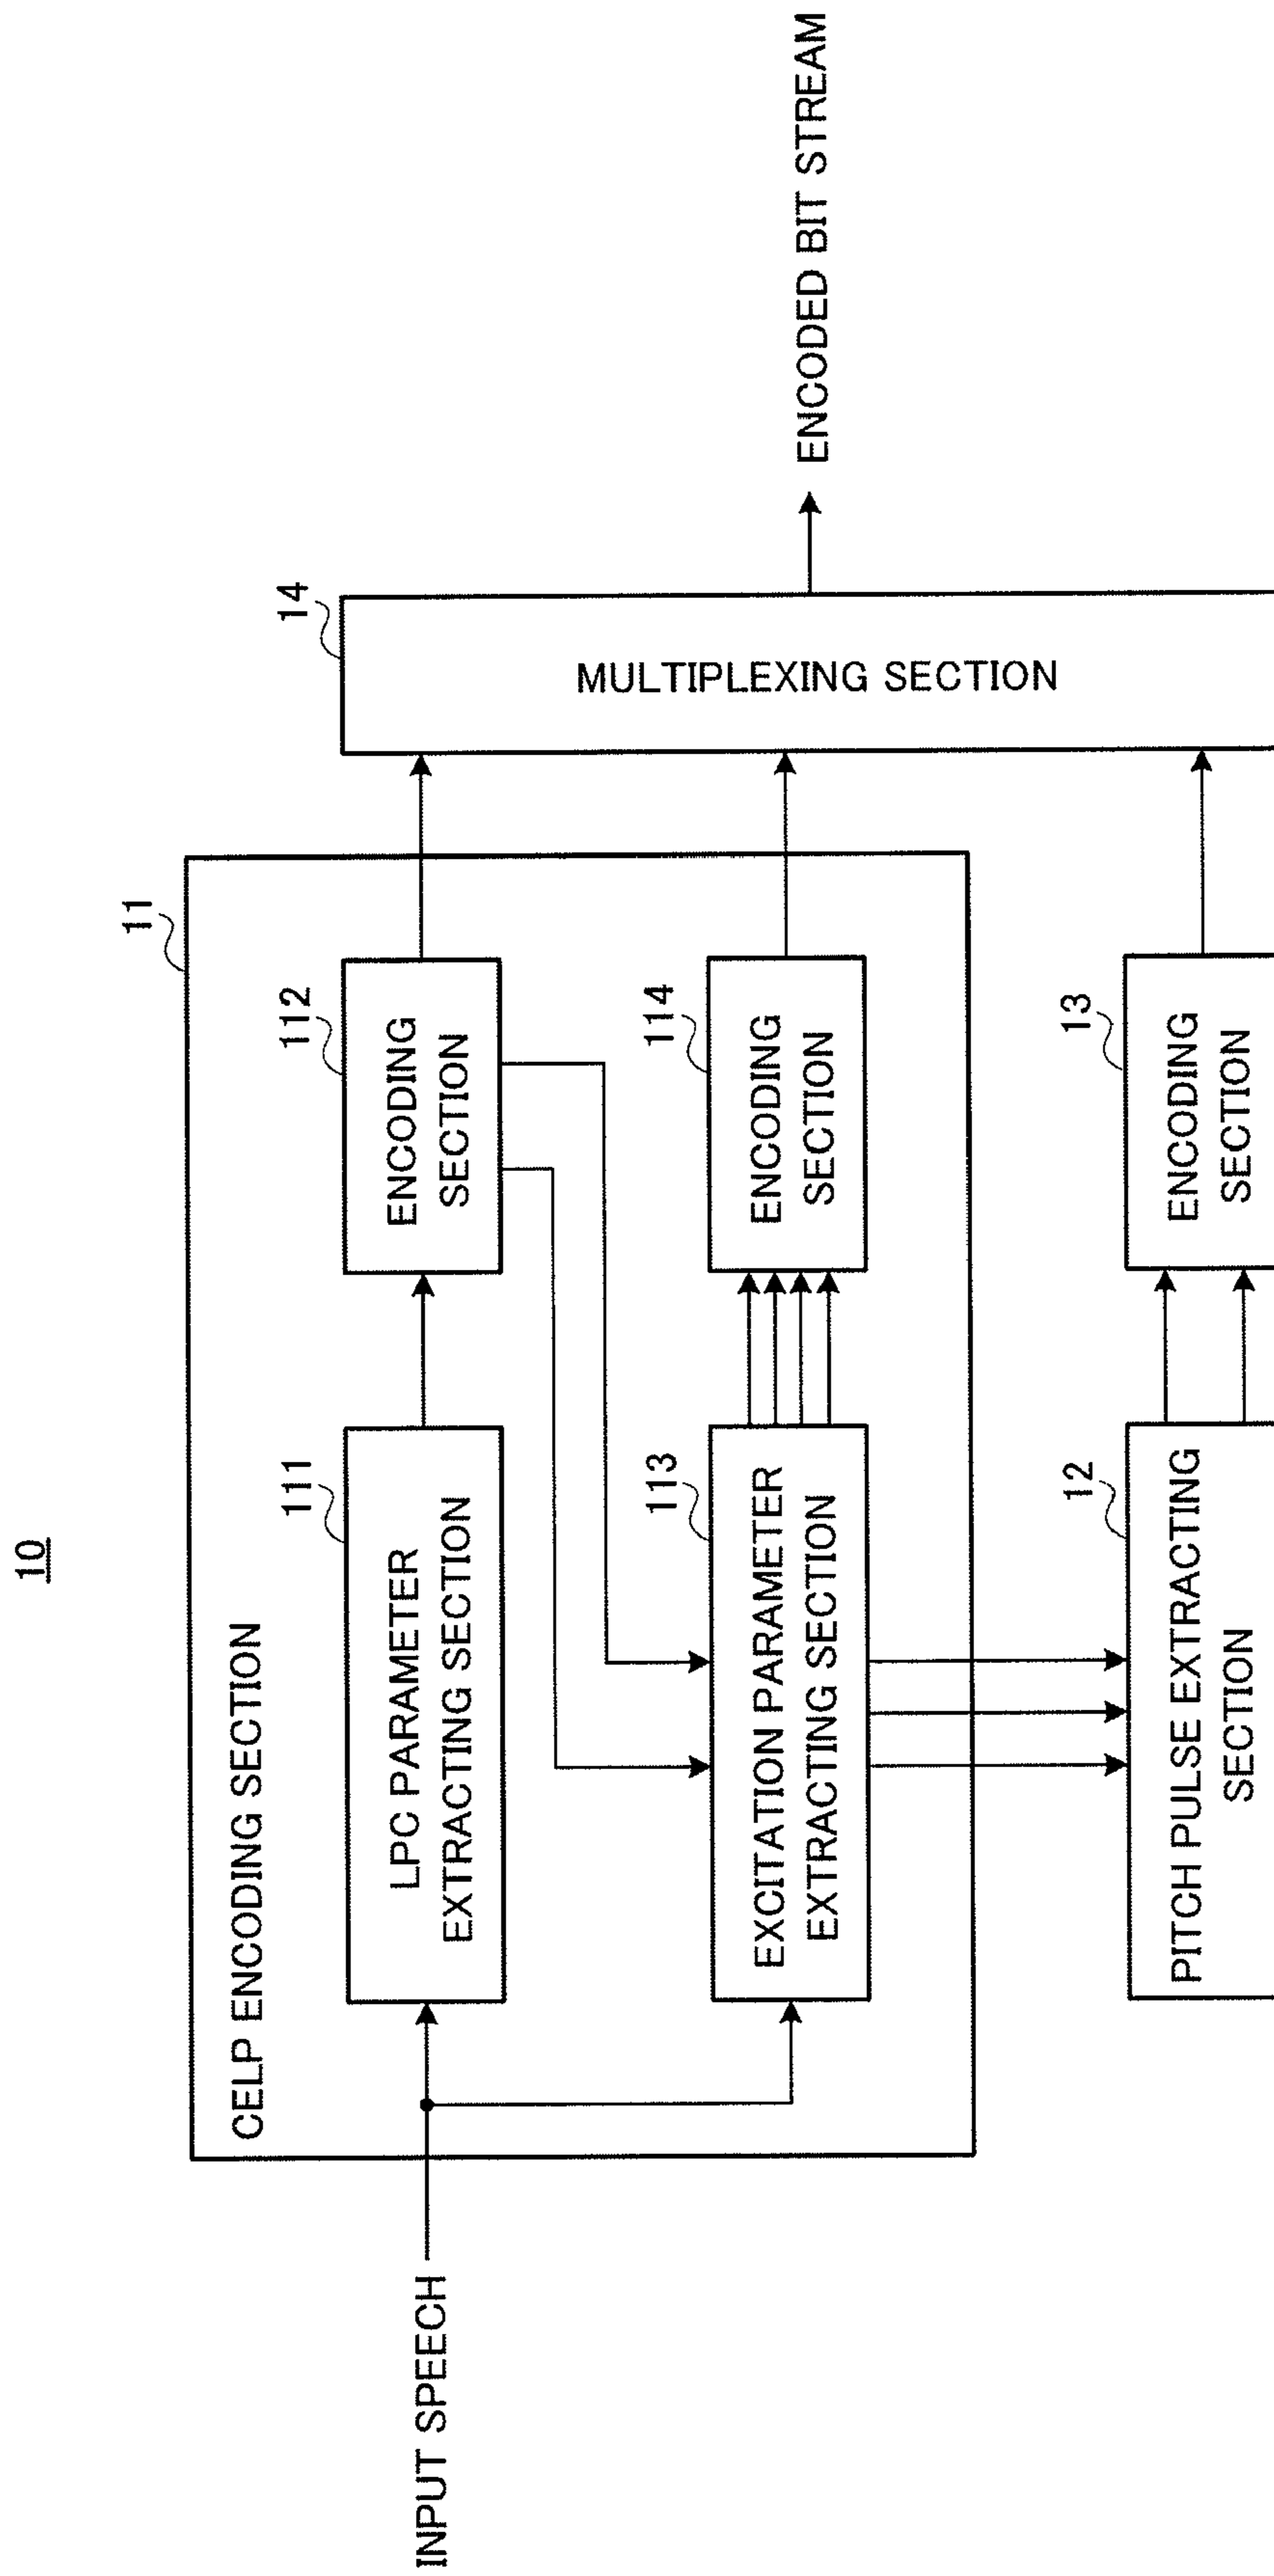 10
11
CELP ENCODING SECTION
INPUT SPEECH
111
LPC PARAMETER
EXTRACTING SECTION
112
ENCODING
SECTION
14
MULTIPLEXING SECTION
ENCODED BIT STREAM
113
EXCITATION PARAMETER
EXTRACTING SECTION
114
ENCODING
SECTION
12
PITCH PULSE EXTRACTING
SECTION
13
ENCODING
SECTION